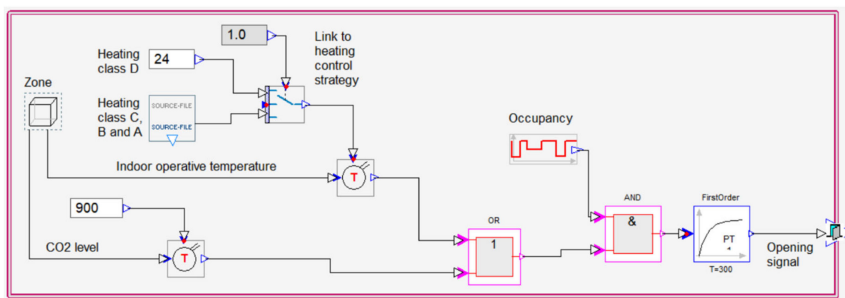 1.0
Link to
heating
control
strategy
Heating
class D
24
Zone
Heating
class C,
B and A
SOURCE-FILE
SOURCE-FILE
Occupancy
Indoor operative temperature
T
AND
FirstOrder
900
OR
&
PT
1
CO2 level
T
Opening
signal
T=300